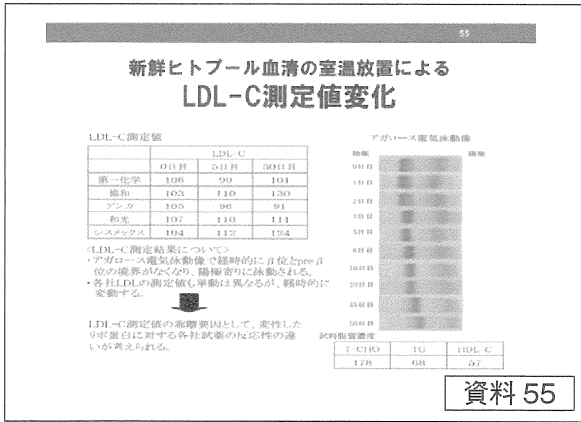 55
新鮮ヒトプール血清の室温放置による
LDL-C測定値変化
LDL-C測定値
LDL-C
0日目 5日目 50日目
第一化学 106 99 101
協和 103 110 130
デンカ 105 96 91
和光 107 110 111
シスメックス 104 112 124
<LDL-C測定結果について>
・アガロース電気泳動像で経時的にβ位とpreβ
位の境界がなくなり、陽極寄りに泳動される。
・各社LDLの測定値も挙動は異なるが、経時的に
変動する。
LDL-C測定値の乖離要因として、変性した
リポ蛋白に対する各社試薬の反応性の違
いが考えられる。
アガロース電気泳動像
陰極 陽極
0日目
1日目
2日目
3日目
5日目
8日目
20日目
50日目
試料脂質濃度
T-CHO TG HDL-C
178 68 57
資料 55